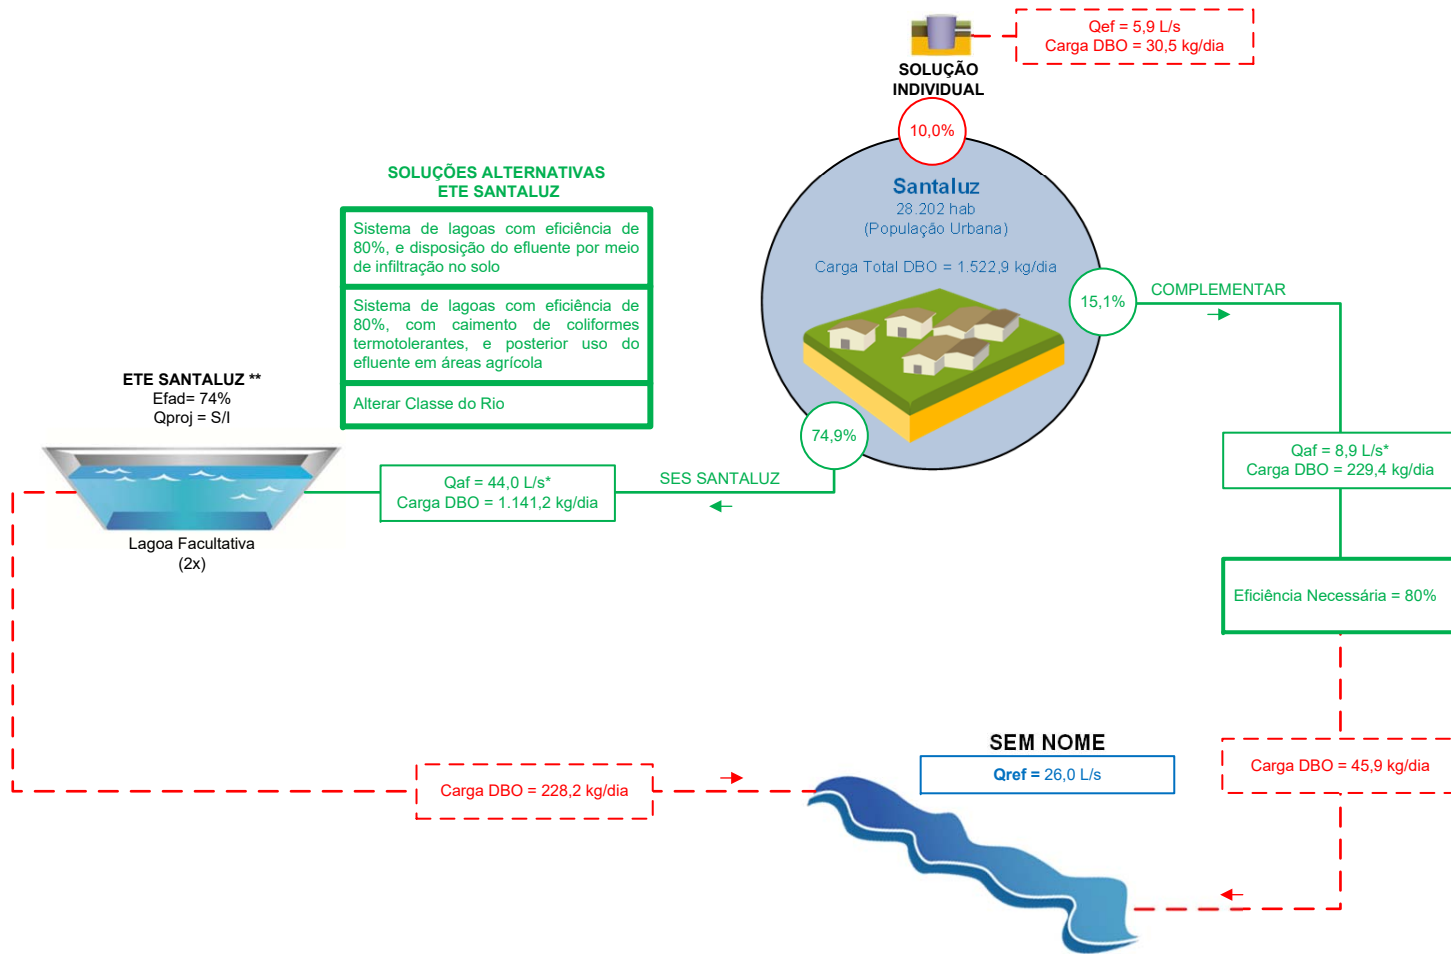 Qef = 5,9 L/s
Carga DBO = 30,5 kg/dia
SOLUÇÃO
INDIVIDUAL
10,0%
SOLUÇÕES ALTERNATIVAS
ETE SANTALUZ
Sistema de lagoas com eficiência de
80%, e disposição do efluente por meio
de infiltração no solo
Sistema de lagoas com eficiência de
80%, com caimento de coliformes
termotolerantes, e posterior uso do
efluente em áreas agrícola
Alterar Classe do Rio
Santaluz
28.202 hab
(População Urbana)
Carga Total DBO = 1.522,9 kg/dia
15,1%
COMPLEMENTAR
ETE SANTALUZ **
Efad= 74%
Qproj = S/I
Lagoa Facultativa
(2x)
Qaf = 44,0 L/s*
Carga DBO = 1.141,2 kg/dia
SES SANTALUZ
74,9%
Qaf = 8,9 L/s*
Carga DBO = 229,4 kg/dia
Eficiência Necessária = 80%
SEM NOME
Qref = 26,0 L/s
Carga DBO = 228,2 kg/dia
Carga DBO = 45,9 kg/dia